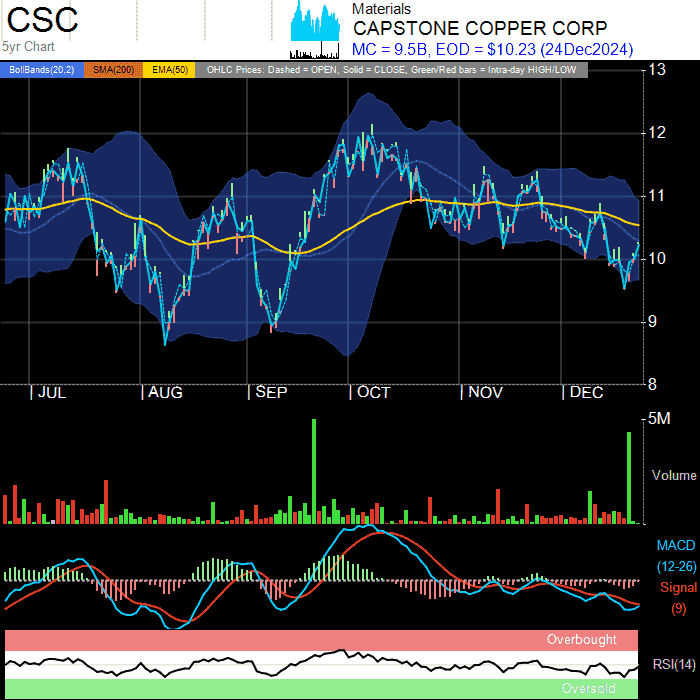 CSC
5yr Chart
Materials
CAPSTONE COPPER CORP
MC = 9.5B, EOD = $10.23 (24Dec2024)
BollBands(20,2) SMA(200) EMA(50) OHLC Prices: Dashed = OPEN, Solid = CLOSE, Green/Red bars = Intra-day HIGH/LOW
13
12
11
10
9
8
| JUL | AUG | SEP | OCT | NOV | DEC
5M
Volume
MACD
(12-26)
Signal
(9)
Overbought
RSI(14)
Oversold